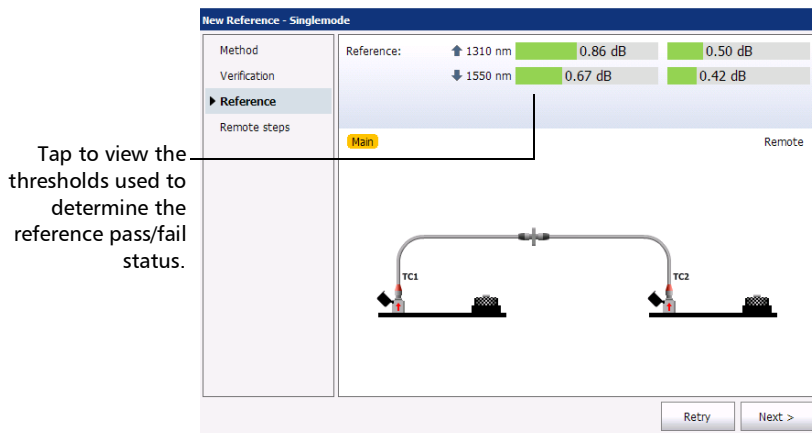 New Reference - Singlemode
Method
Verification
Reference
Remote steps
Reference: 1310 nm 0.86 dB 0.50 dB
1550 nm 0.67 dB 0.42 dB
Main Remote
Tap to view the
thresholds used to
determine the
reference pass/fail
status.
TC1 TC2
Retry Next >